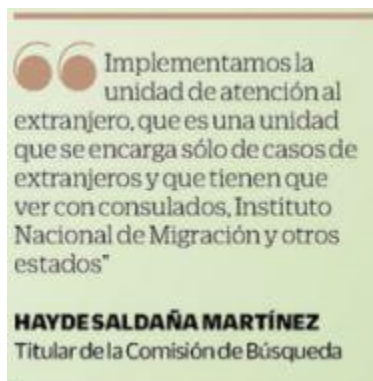 “Implementamos la
unidad de atención al
extranjero, que es una unidad
que se encarga sólo de casos de
extranjeros y que tienen que
ver con consulados, Instituto
Nacional de Migración y otros
estados”
HAYDE SALDAÑA MARTÍNEZ
Titular de la Comisión de Búsqueda